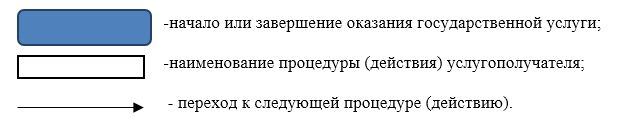 -начало или завершение оказания государственной услуги;
-наименование процедуры (действия) услугополучателя;
- переход к следующей процедуре (действию).